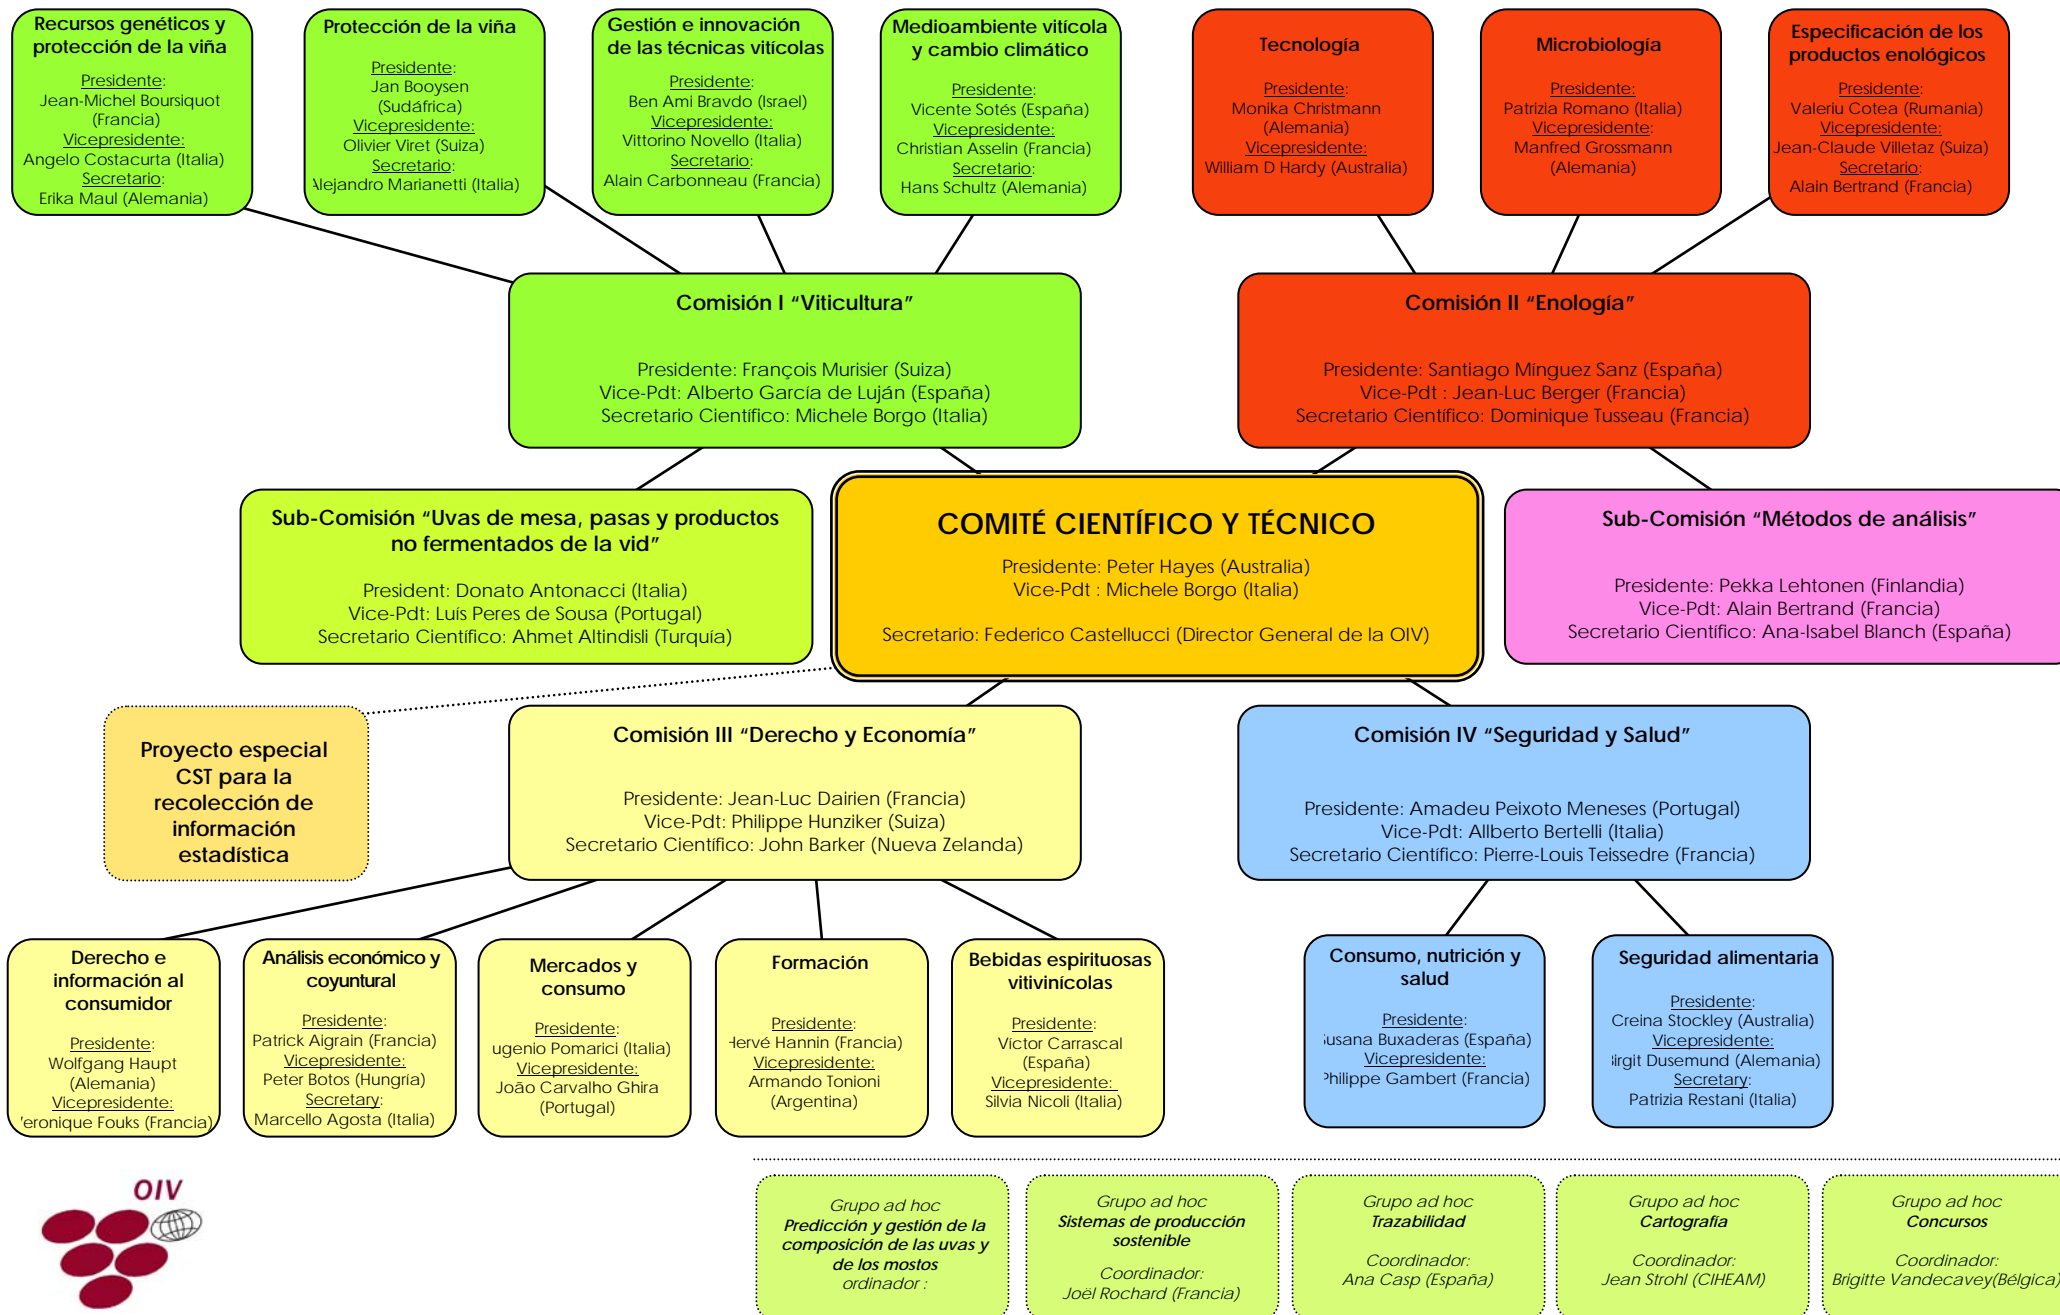 Recursos genéticos y
protección de la viña
Presidente:
Jean-Michel Boursiquot
(Francia)
Vicepresidente:
Angelo Costacurta (Italia)
Secretario:
Erika Maul (Alemania)
Protección de la viña
Presidente:
Jan Booysen
(Sudáfrica)
Vicepresidente:
Olivier Viret (Suiza)
Secretario:
Alejandro Marianetti (Italia)
Gestión e innovación
de las técnicas vitícolas
Presidente:
Ben Ami Bravdo (Israel)
Vicepresidente:
Vittorino Novello (Italia)
Secretario:
Alain Carbonneau (Francia)
Medioambiente vitícola
y cambio climático
Presidente:
Vicente Sotés (España)
Vicepresidente:
Christian Asselin (Francia)
Secretario:
Hans Schultz (Alemania)
Tecnología
Presidente:
Monika Christmann
(Alemania)
Vicepresidente:
William D Hardy (Australia)
Microbiología
Presidente:
Patrizia Romano (Italia)
Vicepresidente:
Manfred Grossmann
(Alemania)
Especificación de los
productos enológicos
Presidente:
Valeriu Cotea (Rumania)
Vicepresidente:
Jean-Claude Villetaz (Suiza)
Secretario:
Alain Bertrand (Francia)
Comisión I “Viticultura”
Presidente: François Murisier (Suiza)
Vice-Pdt: Alberto García de Luján (España)
Secretario Científico: Michele Borgo (Italia)
Comisión II “Enología”
Presidente: Santiago Mínguez Sanz (España)
Vice-Pdt : Jean-Luc Berger (Francia)
Secretario Científico: Dominique Tusseau (Francia)
Sub-Comisión “Uvas de mesa, pasas y productos
no fermentados de la vid”
President: Donato Antonacci (Italia)
Vice-Pdt: Luís Peres de Sousa (Portugal)
Secretario Científico: Ahmet Altindisli (Turquía)
COMITÉ CIENTÍFICO Y TÉCNICO
Presidente: Peter Hayes (Australia)
Vice-Pdt : Michele Borgo (Italia)
Secretario: Federico Castellucci (Director General de la OIV)
Sub-Comisión “Métodos de análisis”
Presidente: Pekka Lehtonen (Finlandia)
Vice-Pdt: Alain Bertrand (Francia)
Secretario Científico: Ana-Isabel Blanch (España)
Proyecto especial
CST para la
recolección de
información
estadística
Comisión III “Derecho y Economía”
Presidente: Jean-Luc Dairien (Francia)
Vice-Pdt: Philippe Hunziker (Suiza)
Secretario Científico: John Barker (Nueva Zelanda)
Comisión IV “Seguridad y Salud”
Presidente: Amadeu Peixoto Meneses (Portugal)
Vice-Pdt: Allberto Bertelli (Italia)
Secretario Científico: Pierre-Louis Teissedre (Francia)
Derecho e
información al
consumidor
Presidente:
Wolfgang Haupt
(Alemania)
Vicepresidente:
Veronique Fouks (Francia)
Análisis económico y
coyuntural
Presidente:
Patrick Aigrain (Francia)
Vicepresidente:
Peter Botos (Hungría)
Secretary:
Marcello Agosta (Italia)
Mercados y
consumo
Presidente:
ugenio Pomarici (Italia)
Vicepresidente:
João Carvalho Ghira
(Portugal)
Formación
Presidente:
Hervé Hannin (Francia)
Vicepresidente:
Armando Tonioni
(Argentina)
Bebidas espirituosas
vitivinícolas
Presidente:
Víctor Carrascal
(España)
Vicepresidente:
Silvia Nicoli (Italia)
Consumo, nutrición y
salud
Presidente:
Susana Buxaderas (España)
Vicepresidente:
Philippe Gambert (Francia)
Seguridad alimentaria
Presidente:
Creina Stockley (Australia)
Vicepresidente:
Birgit Dusemund (Alemania)
Secretary:
Patrizia Restani (Italia)
OIV
Grupo ad hoc
Predicción y gestión de la
composición de las uvas y
de los mostos
ordinador :
Grupo ad hoc
Sistemas de producción
sostenible
Coordinador:
Joël Rochard (Francia)
Grupo ad hoc
Trazabilidad
Coordinador:
Ana Casp (España)
Grupo ad hoc
Cartografía
Coordinador:
Jean Strohl (CIHEAM)
Grupo ad hoc
Concursos
Coordinador:
Brigitte Vandecavey(Bélgica)